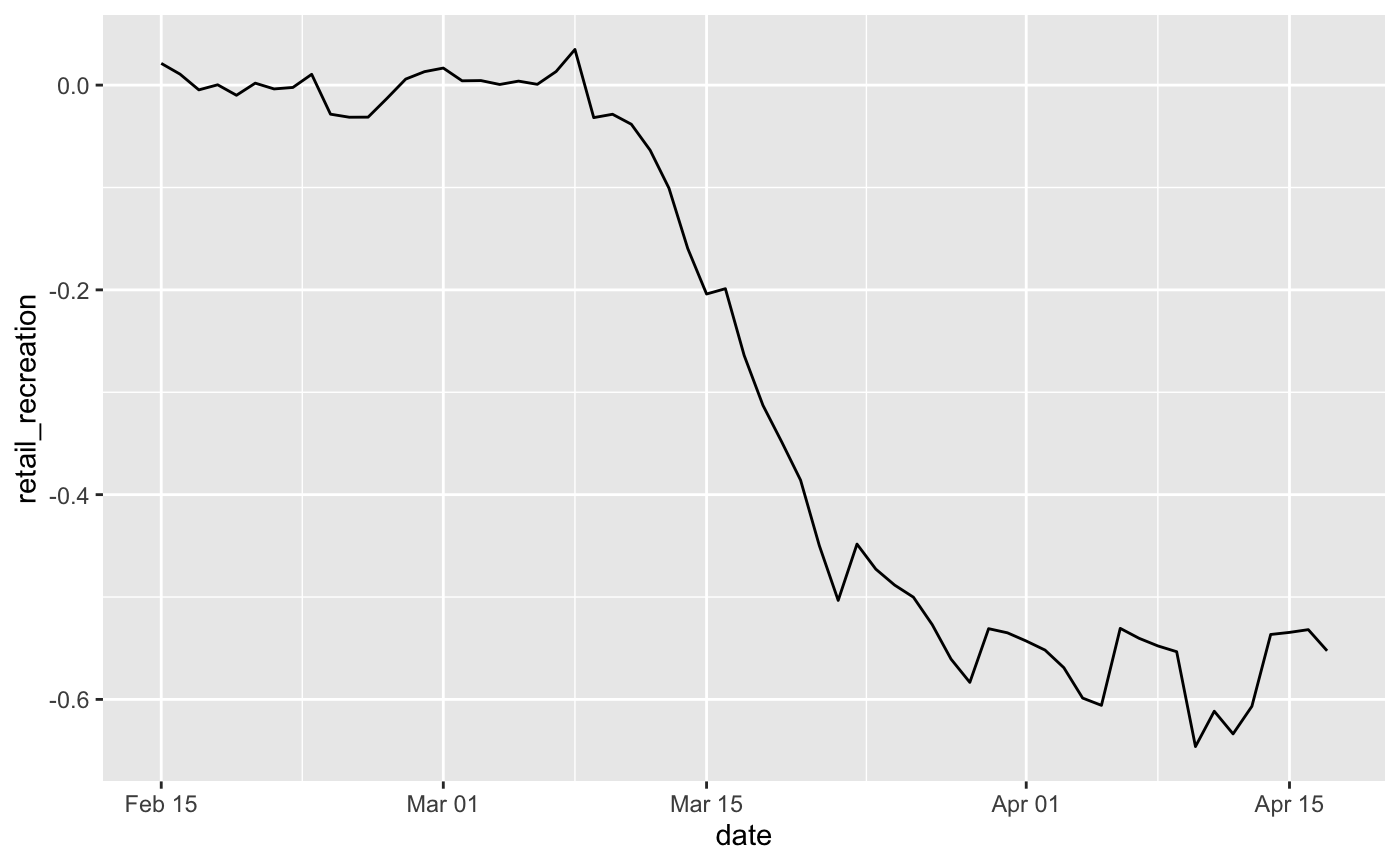 retail_recreation
0.0
-0.2
-0.4
-0.6
Feb 15
Mar 01
Mar 15
Apr 01
Apr 15
date